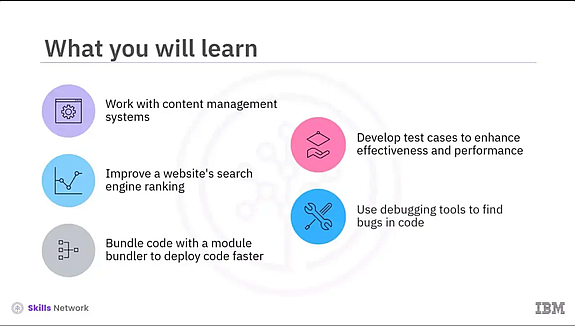 What you will learn
Work with content management
systems
Improve a website's search
engine ranking
Bundle code with a module
bundler to deploy code faster
Develop test cases to enhance
effectiveness and performance
Use debugging tools to find
bugs in code
Skills Network
IBM